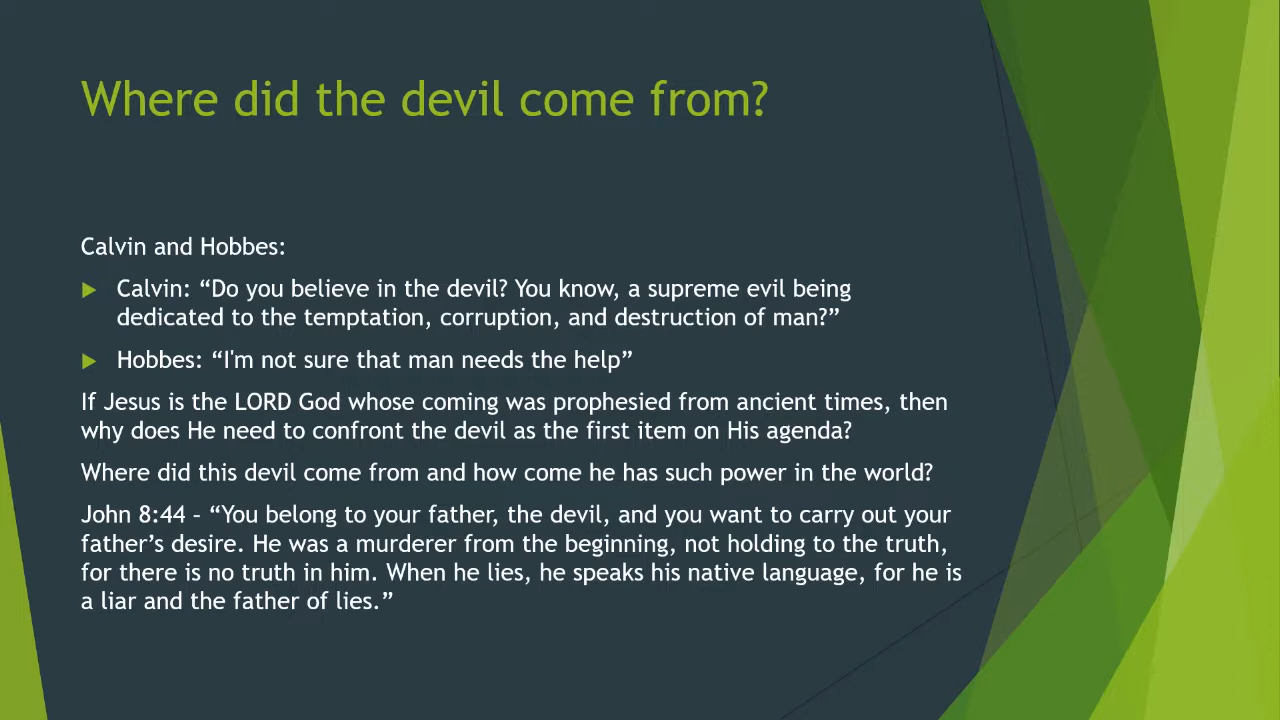 Where did the devil come from?
Calvin and Hobbes:
Calvin: “Do you believe in the devil? You know, a supreme evil being
dedicated to the temptation, corruption, and destruction of man?”
Hobbes: “I'm not sure that man needs the help”
If Jesus is the LORD God whose coming was prophesied from ancient times, then
why does He need to confront the devil as the first item on His agenda?
Where did this devil come from and how come he has such power in the world?
John 8:44 – “You belong to your father, the devil, and you want to carry out your
father’s desire. He was a murderer from the beginning, not holding to the truth,
for there is no truth in him. When he lies, he speaks his native language, for he is
a liar and the father of lies.”